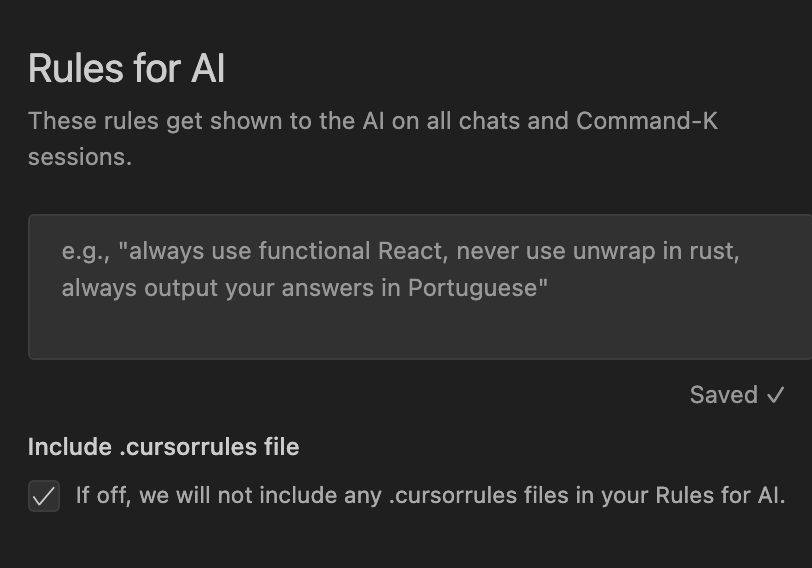 Rules for AI
These rules get shown to the AI on all chats and Command-K
sessions.
e.g., "always use functional React, never use unwrap in rust,
always output your answers in Portuguese"
Saved ✓
Include .cursorrules file
If off, we will not include any .cursorrules files in your Rules for AI.